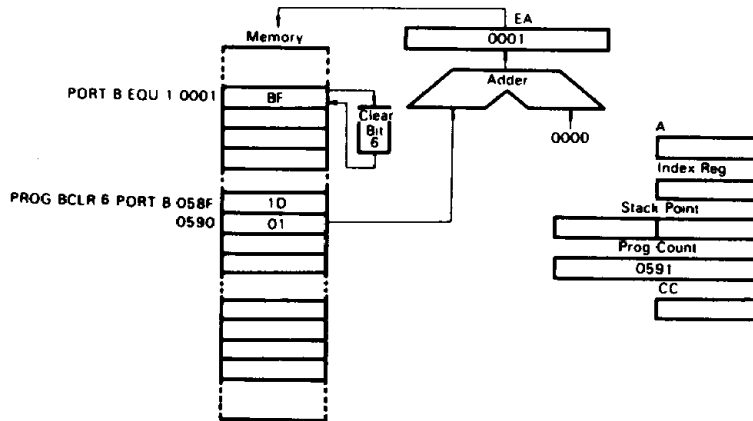 EA
Memory
0001
Adder
PORT B EQU 1 0001
BF
Clear
Bit
6
0000
A
Index Reg
PROG BCLR 6 PORT B 058F
1D
0590
01
Stack Point
Prog Count
0591
CC